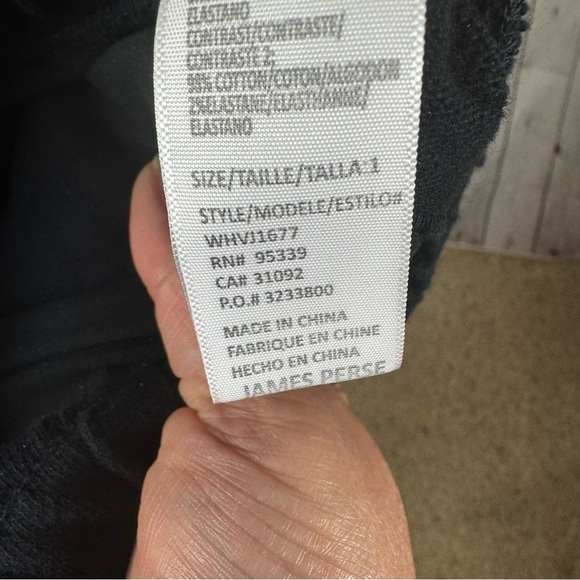 ELASTANO
CONTRAST/CONTRASTE/
CONTRASTE 2:
98% COTTON/COTON/ALGODON
2%ELASTANE/ELASTHANNE/
ELASTANO
SIZE/TAILLE/TALLA:1
STYLE/MODELE/ESTILO#
WHVJ1677
RN# 95339
CA# 31092
P.O.# 3233800
MADE IN CHINA
FABRIQUE EN CHINE
HECHO EN CHINA
JAMES PERSE